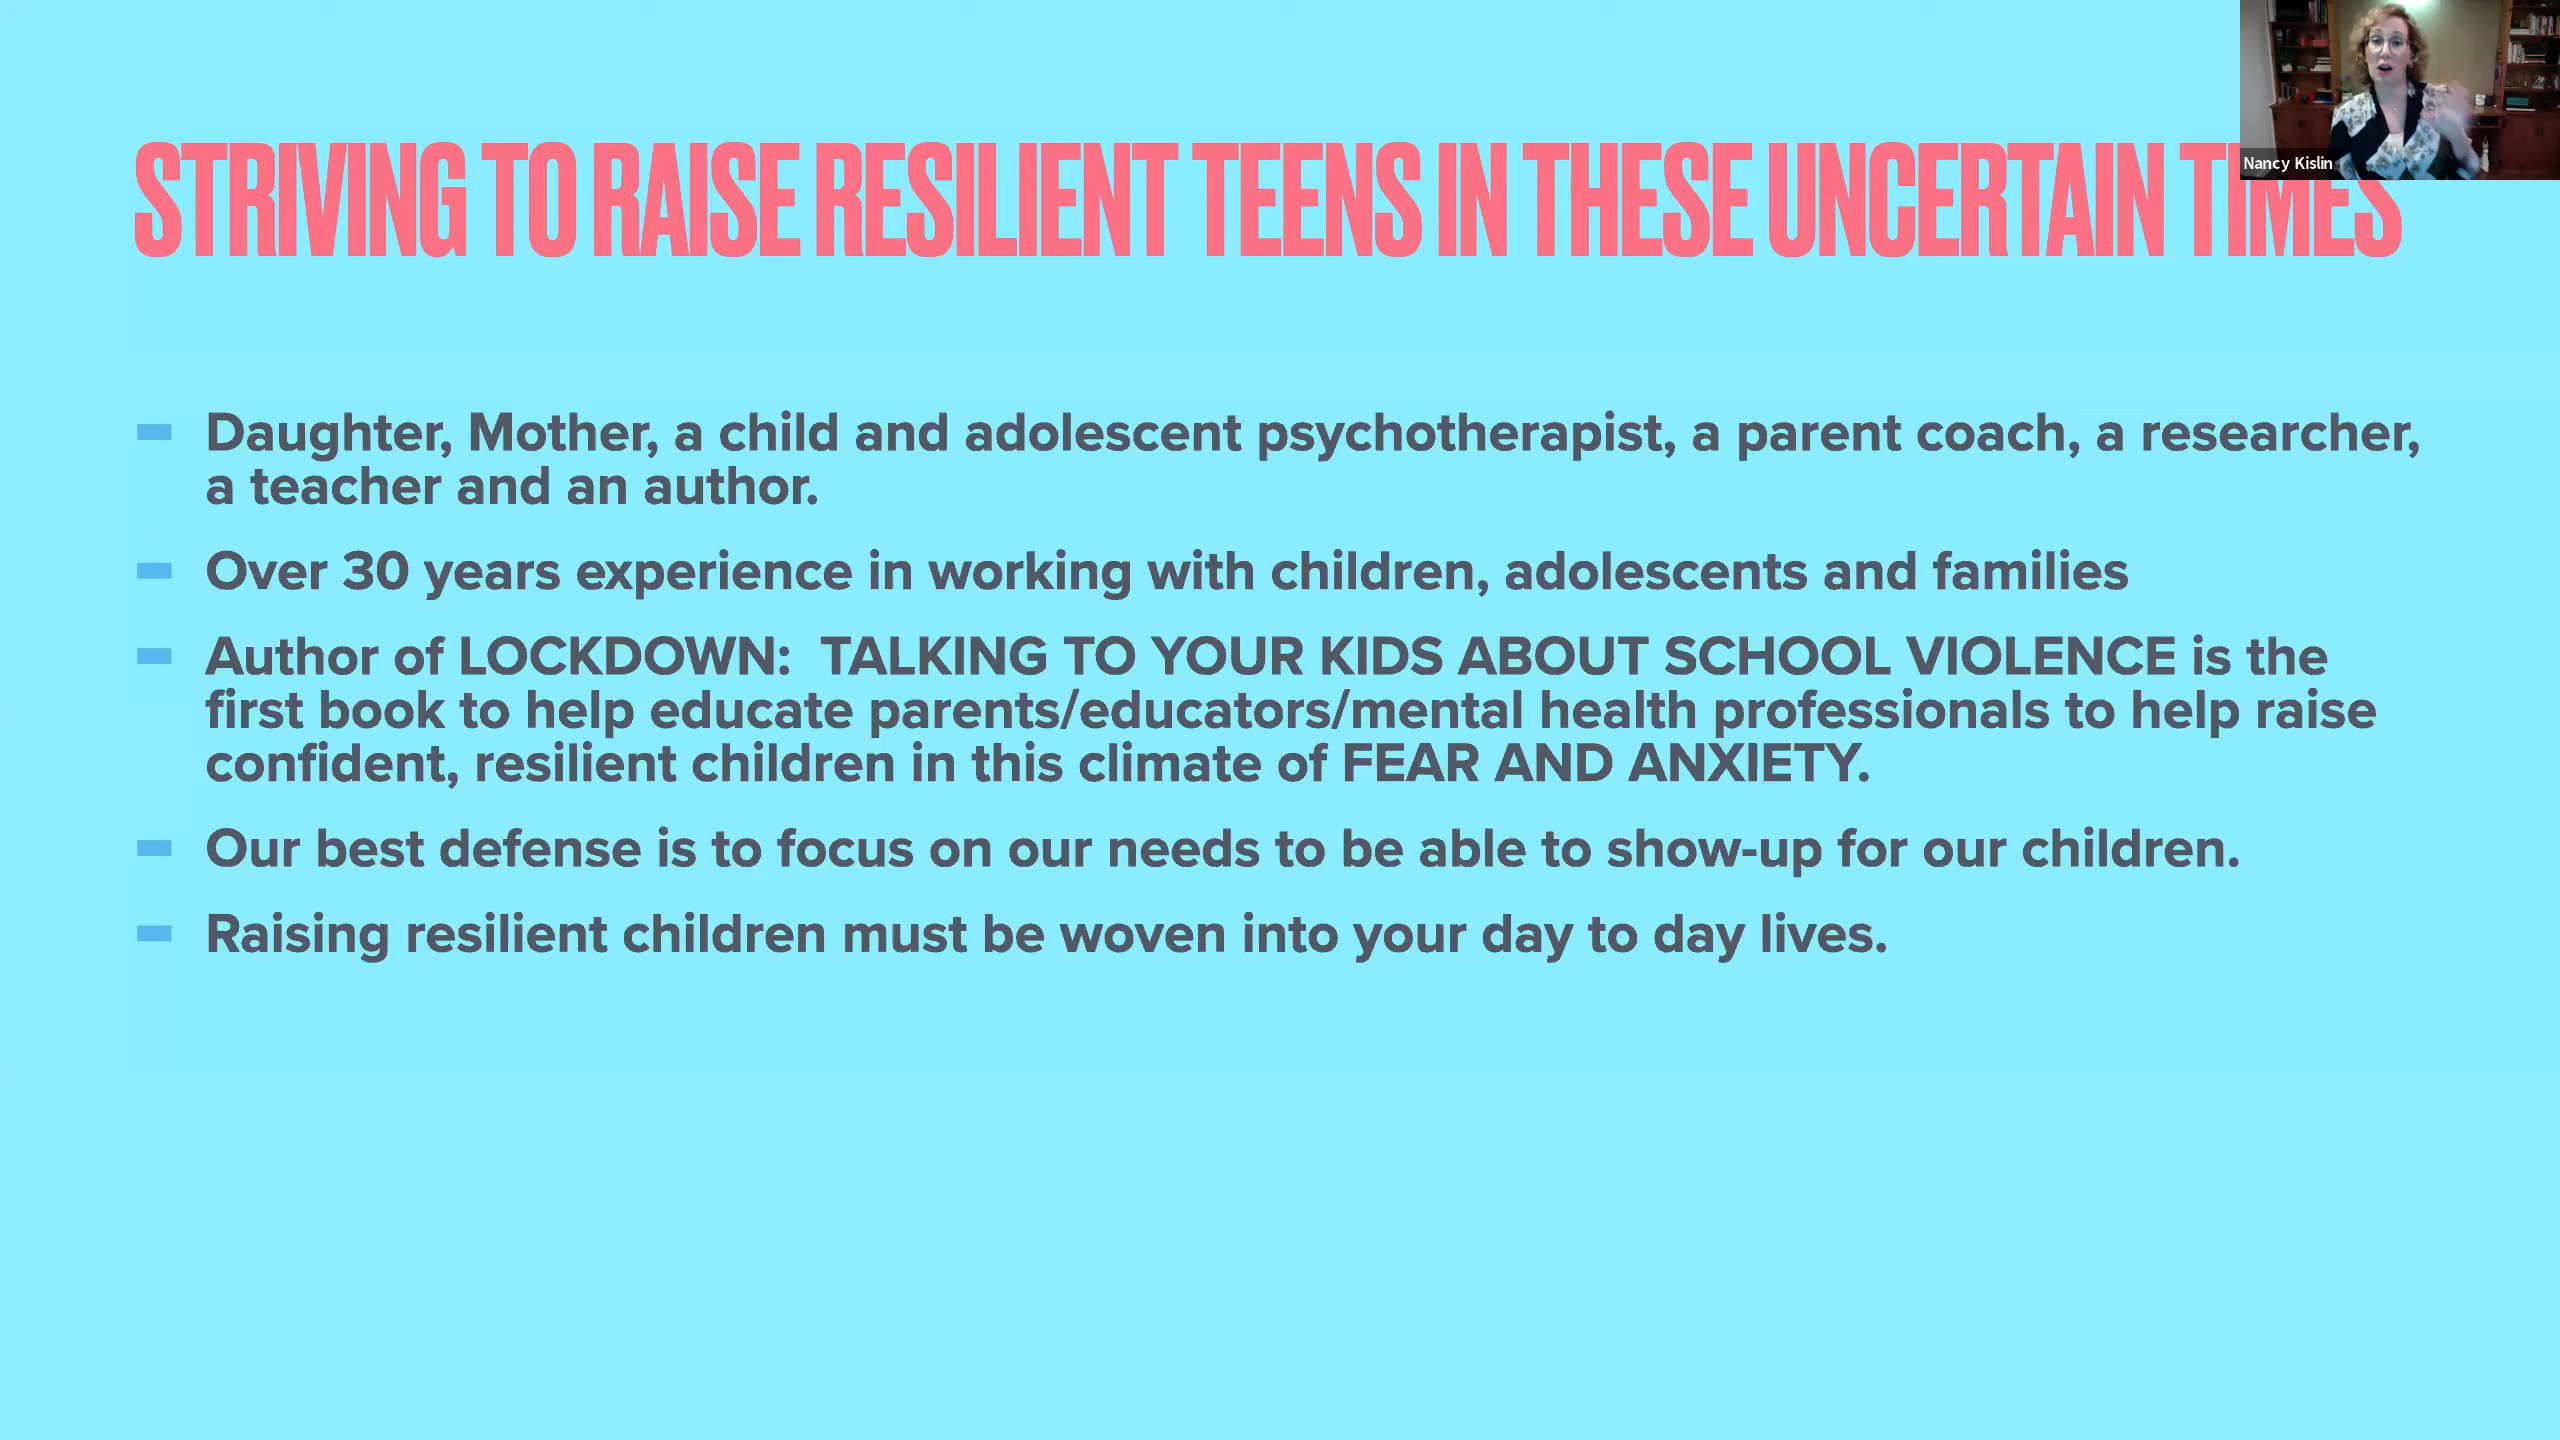 STRIVING TO RAISE RESILIENT TEENS IN THESE UNCERTAIN TIMES
Nancy Kislin
Daughter, Mother, a child and adolescent psychotherapist, a parent coach, a researcher,
a teacher and an author.
Over 30 years experience in working with children, adolescents and families
Author of LOCKDOWN:  TALKING TO YOUR KIDS ABOUT SCHOOL VIOLENCE is the
first book to help educate parents/educators/mental health professionals to help raise
confident, resilient children in this climate of FEAR AND ANXIETY.
Our best defense is to focus on our needs to be able to show-up for our children.
Raising resilient children must be woven into your day to day lives.